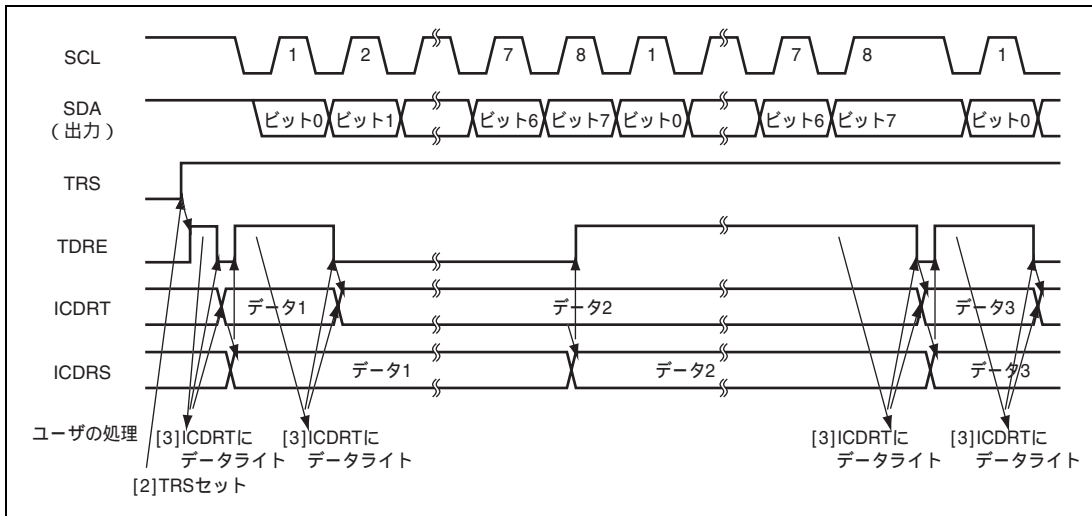 SCL 1 2 7 8 1 7 8 1
SDA
（出力） ビット0 ビット1 ビット6 ビット7 ビット0 ビット6 ビット7 ビット0
TRS
TDRE
ICDRT データ1 データ2 データ3
ICDRS データ1 データ2 データ3
ユーザの処理 [3]ICDRTに [3]ICDRTに [3]ICDRTに [3]ICDRTに
データライト データライト データライト データライト
[2]TRSセット